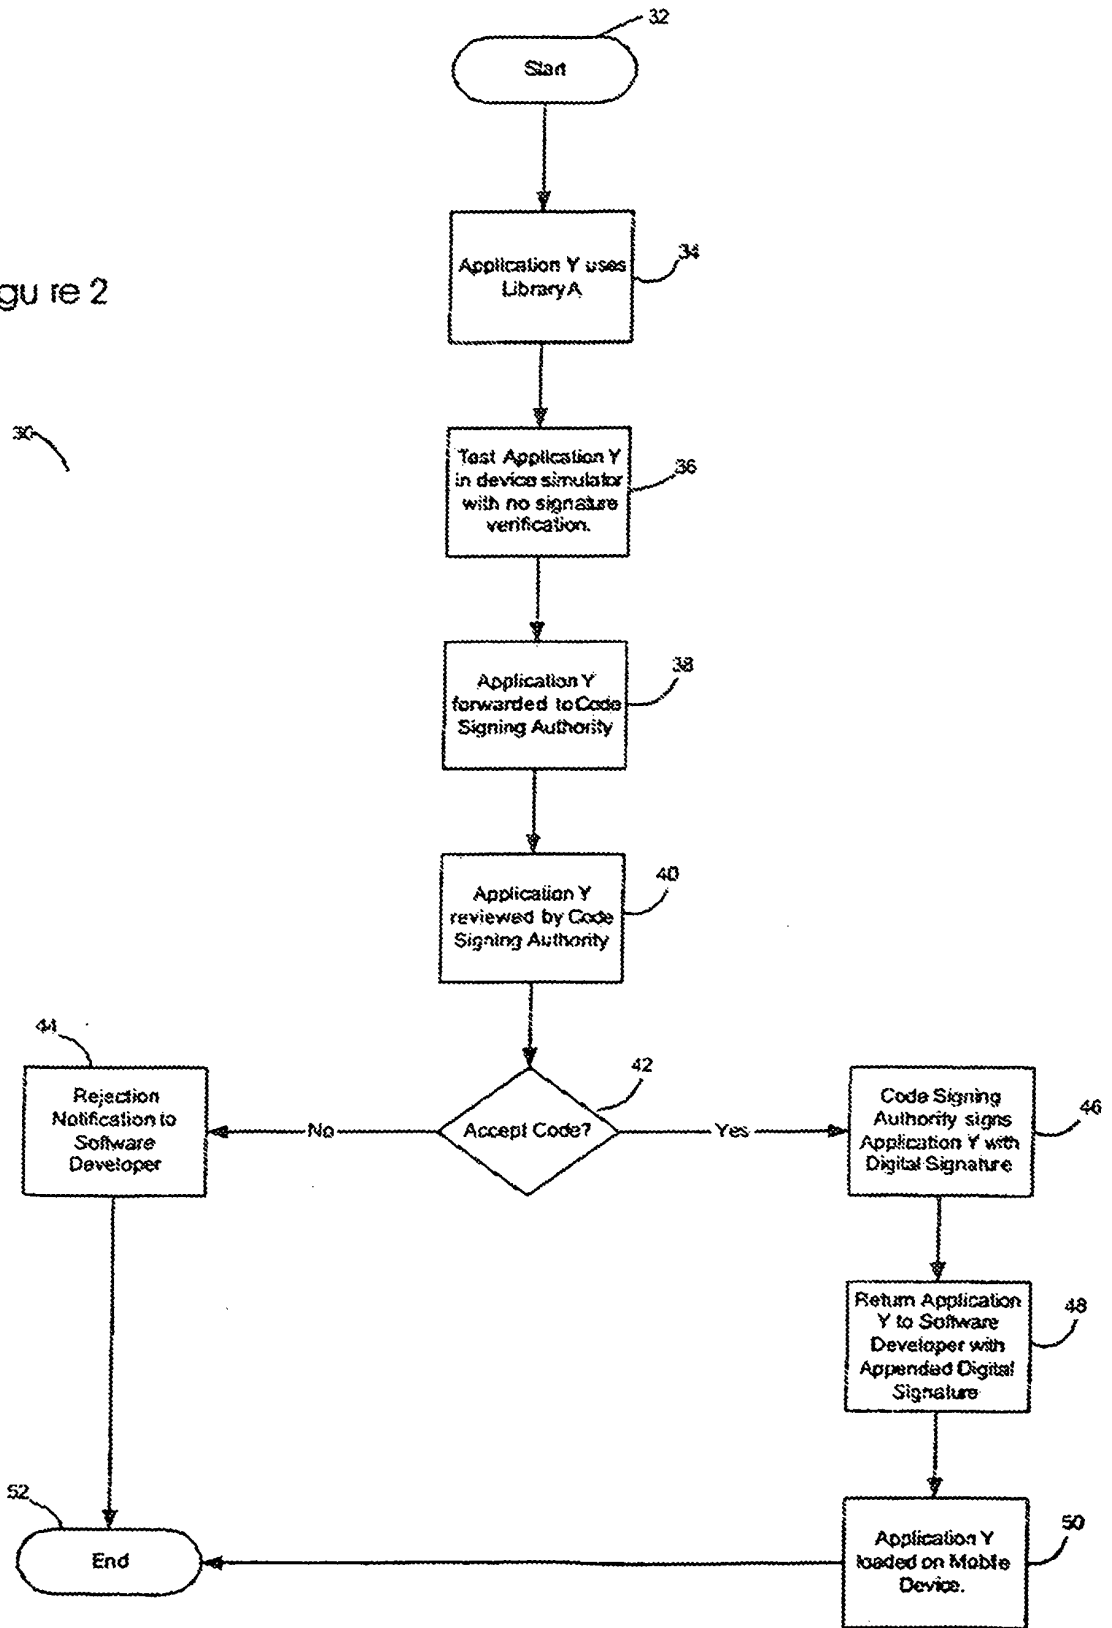 32
Start
Application Y uses
Library A
34
gure 2
30
Test Application Y
in device simulator
with no signature
verification.
36
Application Y
forwarded to Code
Signing Authority
38
Application Y
reviewed by Code
Signing Authority
40
44
Rejection
Notification to
Software
Developer
No
42
Accept Code?
Yes
Code Signing
Authority signs
Application Y with
Digital Signature
46
Return Application
Y to Software
Developer with
Appended Digital
Signature
48
52
End
Application Y
loaded on Mobile
Device.
50